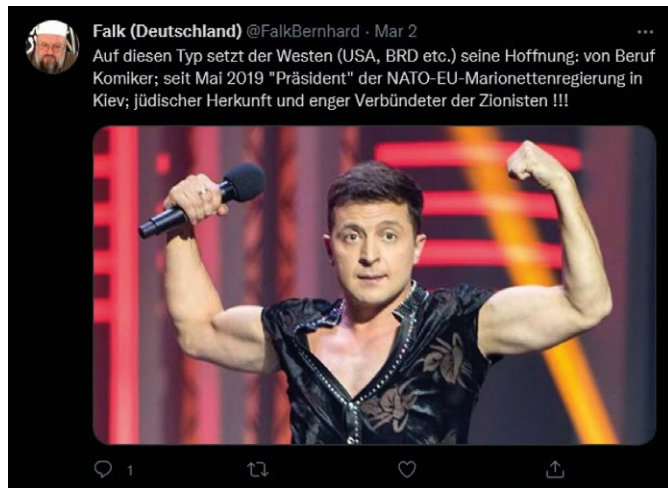 Falk (Deutschland) @FalkBernhard · Mar 2
Auf diesen Typ setzt der Westen (USA, BRD etc.) seine Hoffnung: von Beruf
Komiker; seit Mai 2019 "Präsident" der NATO-EU-Marionettenregierung in
Kiev; jüdischer Herkunft und enger Verbündeter der Zionisten !!!
1